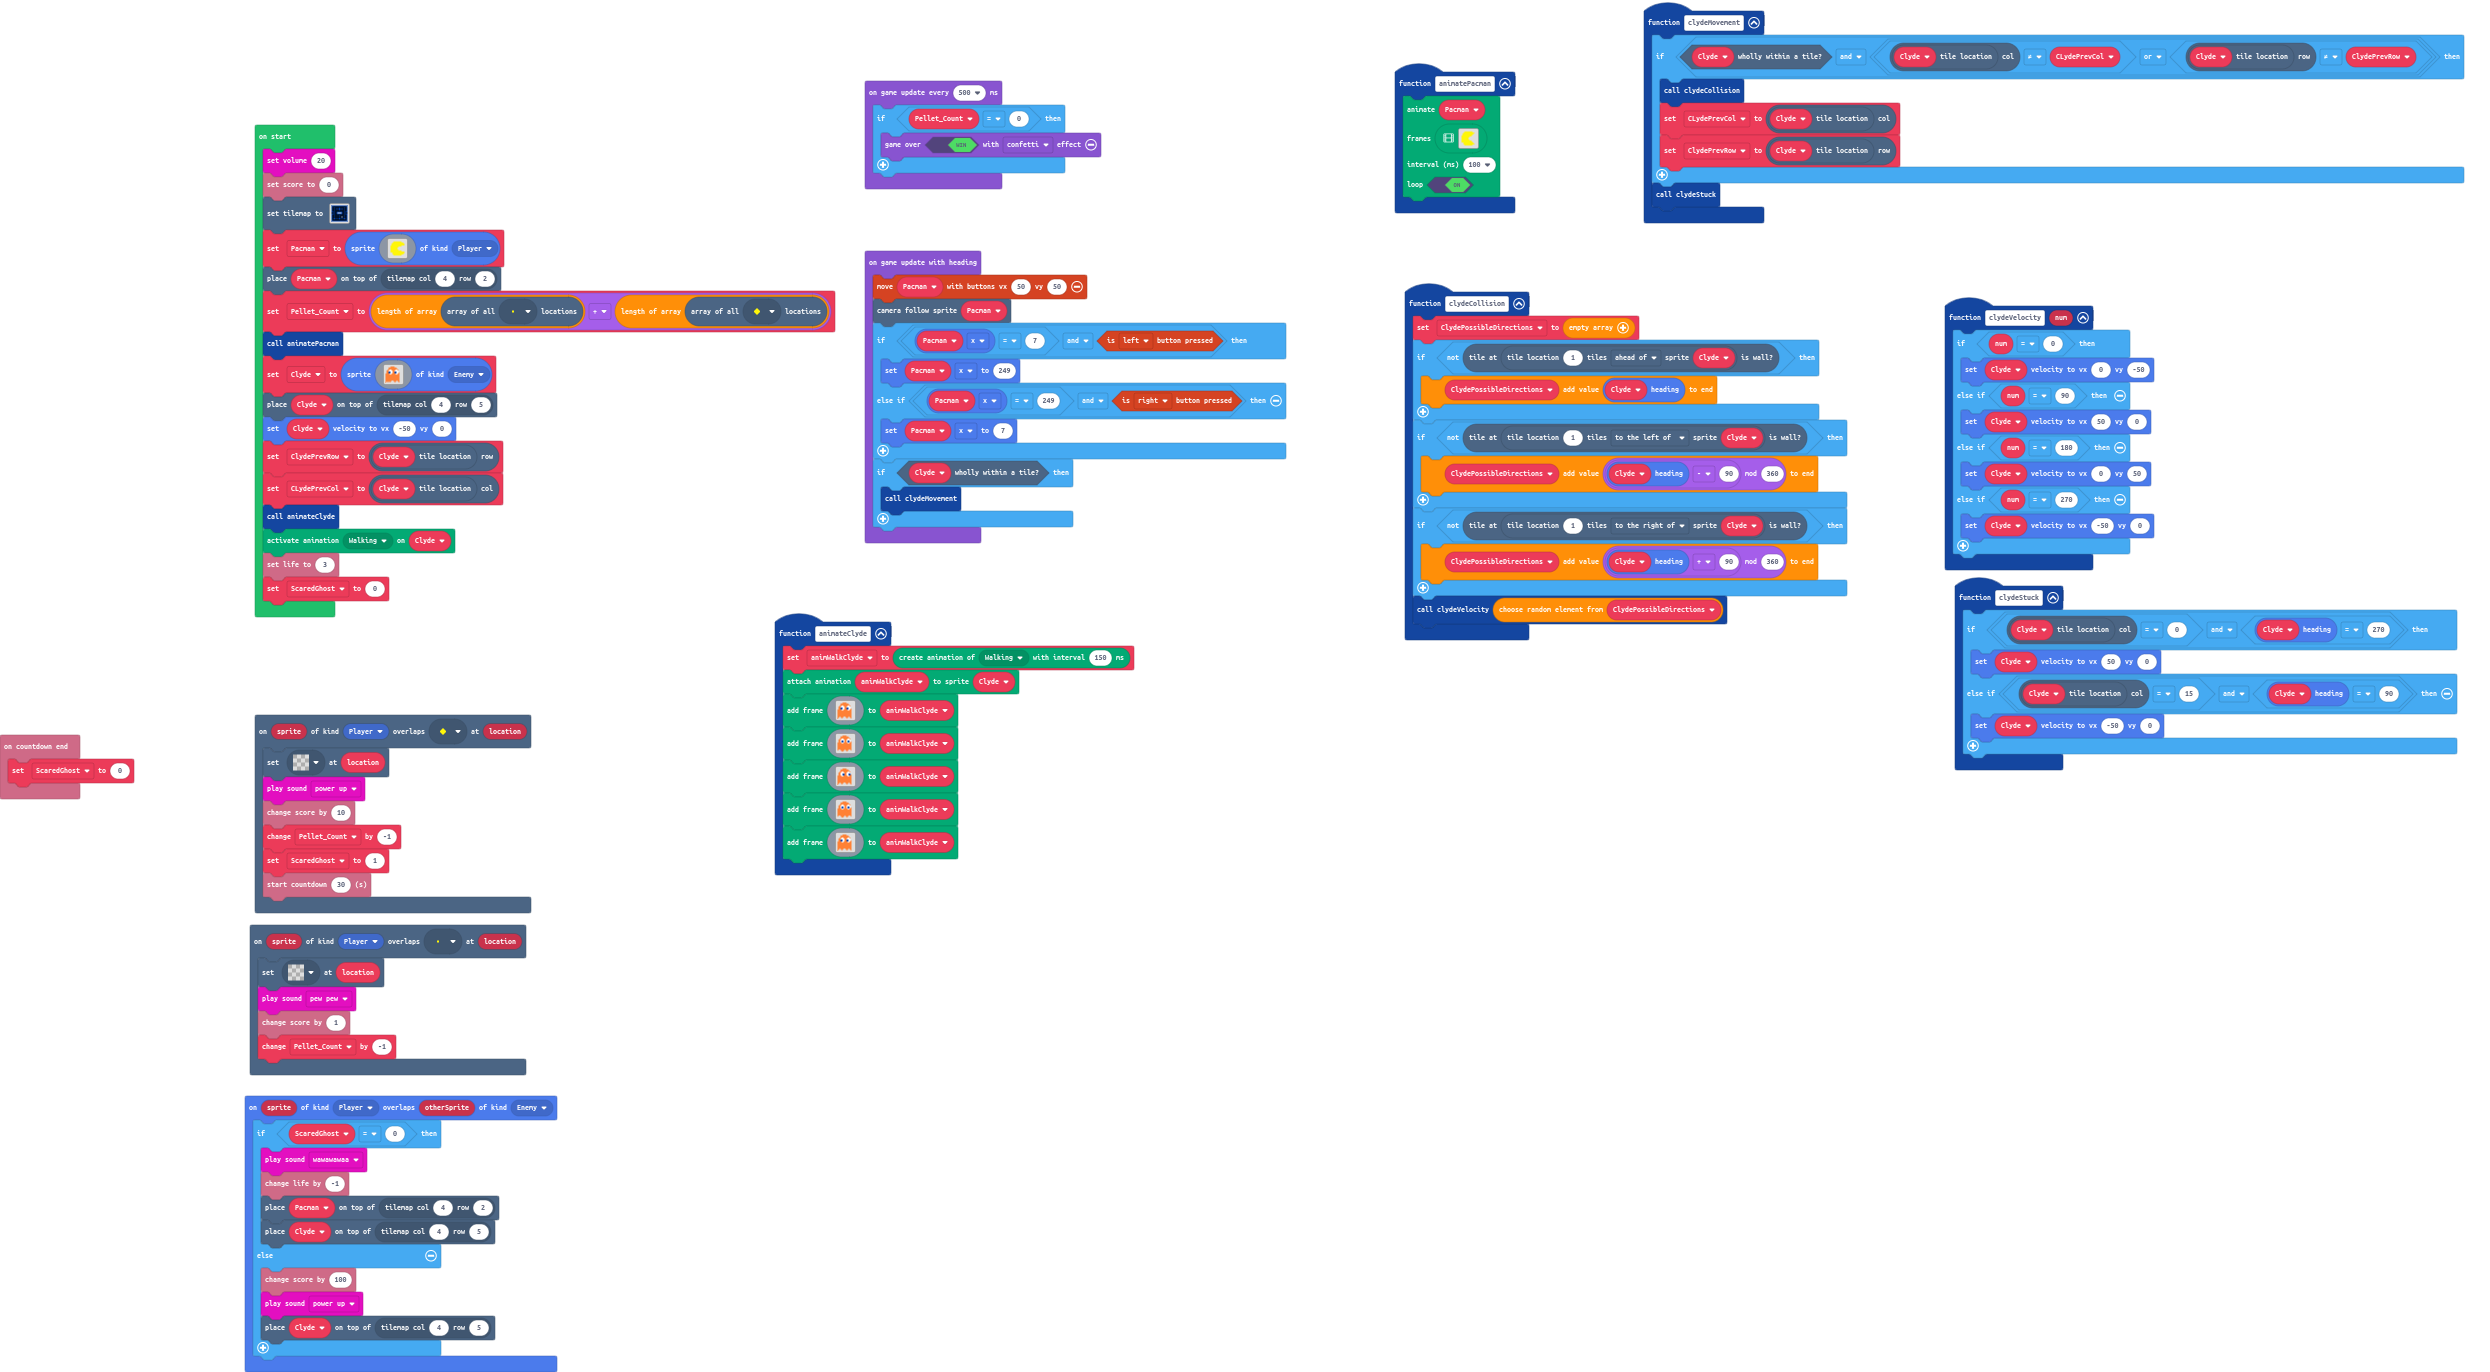 on start
set volume 20
set score to 0
set tilemap to
set Pacman to sprite of kind Player
place Pacman on top of tilemap col 4 row 2
set Pellet_Count to length of array array of all locations + length of array array of all locations
call animatePacman
set Clyde to sprite of kind Enemy
place Clyde on top of tilemap col 4 row 5
set Clyde velocity to vx -50 vy 0
set ClydePrevRow to Clyde tile location row
set CLydePrevCol to Clyde tile location col
call animateClyde
activate animation Walking on Clyde
set life to 3
set ScaredGhost to 0
on countdown end
set ScaredGhost to 0
on sprite of kind Player overlaps at location
set at location
play sound power up
change score by 10
change Pellet_Count by -1
set ScaredGhost to 1
start countdown 30 (s)
on sprite of kind Player overlaps at location
set at location
play sound pew pew
change score by 1
change Pellet_Count by -1
on sprite of kind Player overlaps otherSprite of kind Enemy
if ScaredGhost = 0 then
play sound wawawawaa
change life by -1
place Pacman on top of tilemap col 4 row 2
place Clyde on top of tilemap col 4 row 5
else
change score by 100
play sound power up
place Clyde on top of tilemap col 4 row 5
on game update every 500 ms
if Pellet_Count = 0 then
game over WIN with confetti effect
on game update with heading
move Pacman with buttons vx 50 vy 50
camera follow sprite Pacman
if Pacman x = 7 and is left button pressed then
set Pacman x to 249
else if Pacman x = 249 and is right button pressed then
set Pacman x to 7
if Clyde wholly within a tile? then
call clydeMovement
function animateClyde
set animWalkClyde to create animation of Walking with interval 150 ms
attach animation animWalkClyde to sprite Clyde
add frame to animWalkClyde
add frame to animWalkClyde
add frame to animWalkClyde
add frame to animWalkClyde
add frame to animWalkClyde
function animatePacman
animate Pacman
frames
interval (ms) 100
loop ON
function clydeMovement
if Clyde wholly within a tile? and Clyde tile location col ≠ CLydePrevCol or Clyde tile location row ≠ ClydePrevRow then
call clydeCollision
set CLydePrevCol to Clyde tile location col
set ClydePrevRow to Clyde tile location row
call clydeStuck
function clydeCollision
set ClydePossibleDirections to empty array
if not tile at tile location 1 tiles ahead of sprite Clyde is wall? then
ClydePossibleDirections add value Clyde heading to end
if not tile at tile location 1 tiles to the left of sprite Clyde is wall? then
ClydePossibleDirections add value Clyde heading - 90 mod 360 to end
if not tile at tile location 1 tiles to the right of sprite Clyde is wall? then
ClydePossibleDirections add value Clyde heading + 90 mod 360 to end
call clydeVelocity choose random element from ClydePossibleDirections
function clydeVelocity num
if num = 0 then
set Clyde velocity to vx 0 vy -50
else if num = 90 then
set Clyde velocity to vx 50 vy 0
else if num = 180 then
set Clyde velocity to vx 0 vy 50
else if num = 270 then
set Clyde velocity to vx -50 vy 0
function clydeStuck
if Clyde tile location col = 0 and Clyde heading = 270 then
set Clyde velocity to vx 50 vy 0
else if Clyde tile location col = 15 and Clyde heading = 90 then
set Clyde velocity to vx -50 vy 0